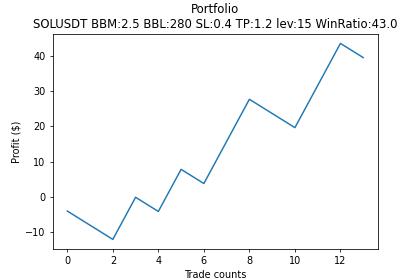 Portfolio
SOLUSDT BBM:2.5 BBL:280 SL:0.4 TP:1.2 lev:15 WinRatio:43.0
Profit ($)
40
30
20
10
0
−10
0 2 4 6 8 10 12
Trade counts